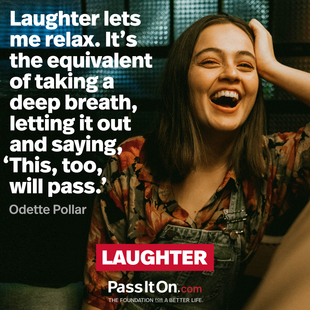 Laughter lets
me relax. It's
the equivalent
of taking a
deep breath,
letting it out
and saying,
‘This, too,
will pass.’
Odette Pollar
LAUGHTER
PassItOn.com
THE FOUNDATION FOR A BETTER LIFE.